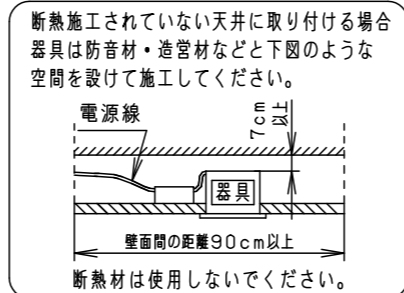 断熱施工されていない天井に取り付ける場合
器具は防音材・造営材などと下図のような
空間を設けて施工してください。
電源線
7cm
以上
器具
壁面間の距離90cm以上
断熱材は使用しないでください。